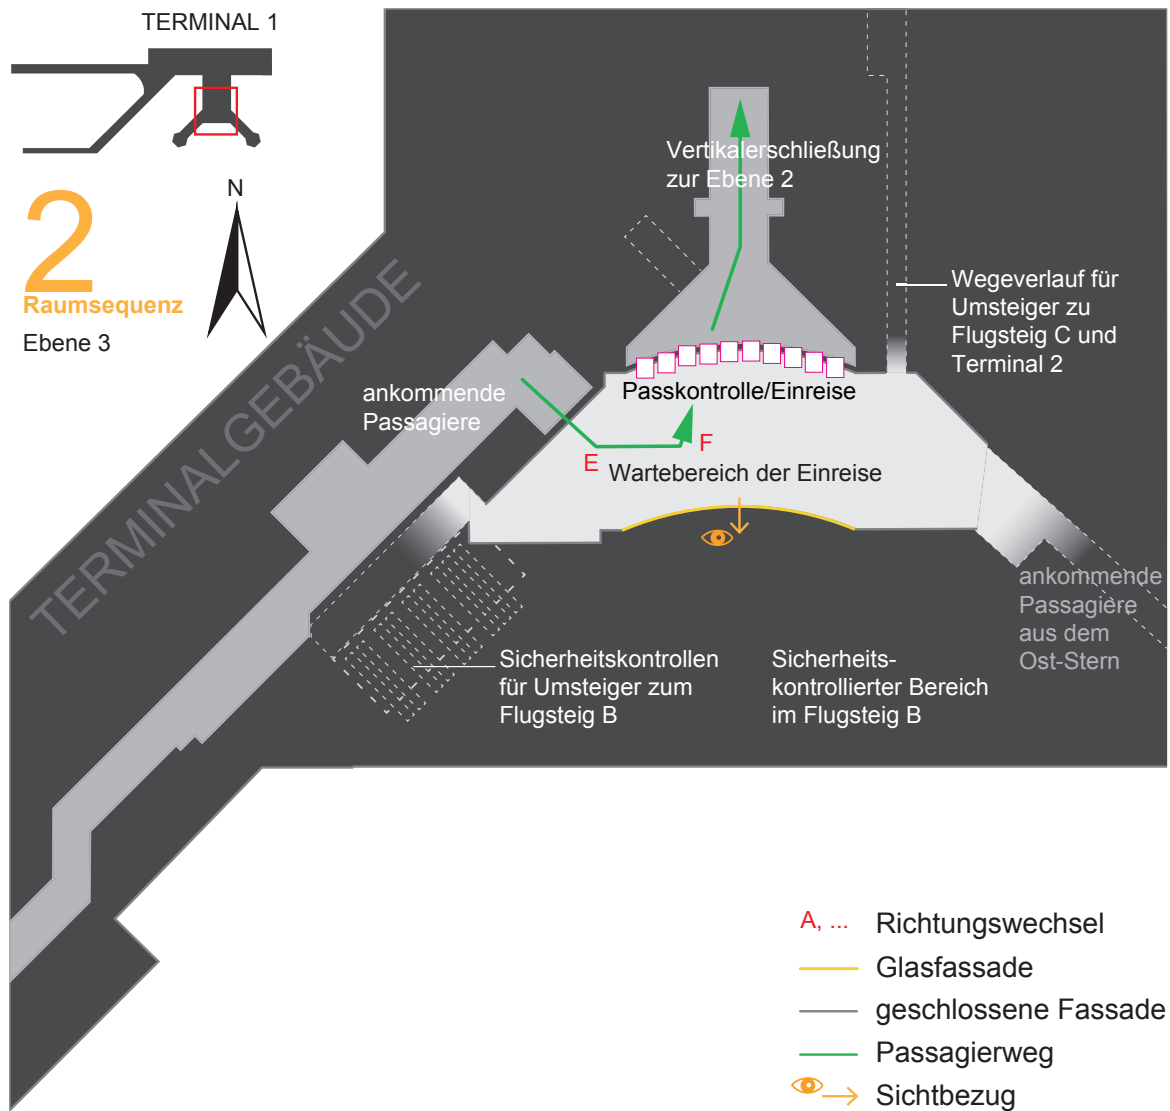 TERMINAL 1
2
Raumsequenz
Ebene 3
N
TERMINALGEBÄUDE
Vertikalerschließung
zur Ebene 2
Wegeverlauf für
Umsteiger zu
Flugsteig C und
Terminal 2
ankommende
Passagiere
Passkontrolle/Einreise
E
F
Wartebereich der Einreise
ankommende
Passagiere
aus dem
Ost-Stern
Sicherheitskontrollen
für Umsteiger zum
Flugsteig B
Sicherheits-
kontrollierter Bereich
im Flugsteig B
A, ... Richtungswechsel
Glasfassade
geschlossene Fassade
Passagierweg
Sichtbezug